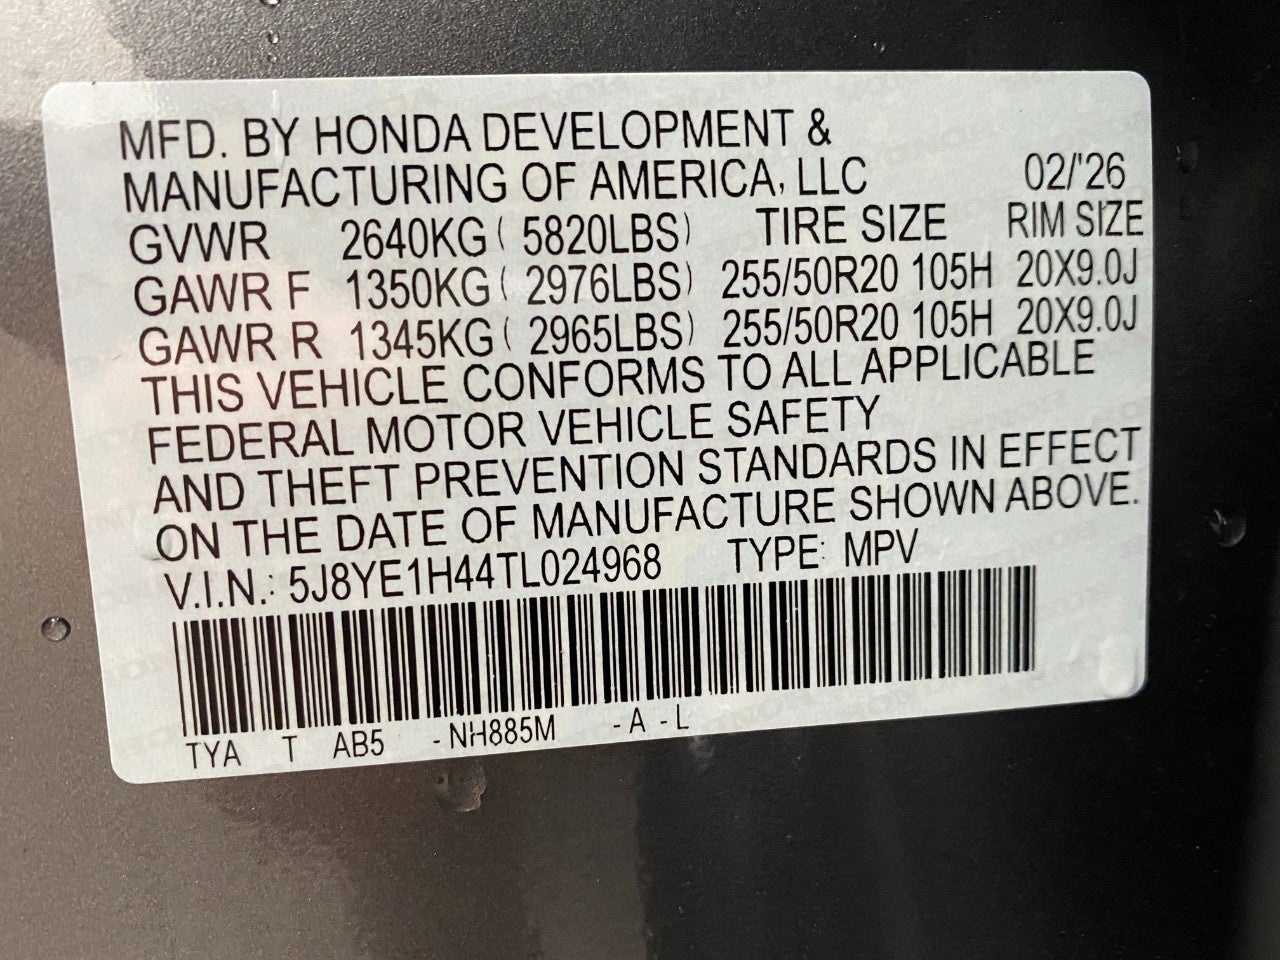 MFD. BY HONDA DEVELOPMENT &
MANUFACTURING OF AMERICA, LLC 02/'26
GVWR 2640KG ( 5820LBS) TIRE SIZE RIM SIZE
GAWR F 1350KG ( 2976LBS) 255/50R20 105H 20X9.0J
GAWR R 1345KG ( 2965LBS) 255/50R20 105H 20X9.0J
THIS VEHICLE CONFORMS TO ALL APPLICABLE
FEDERAL MOTOR VEHICLE SAFETY
AND THEFT PREVENTION STANDARDS IN EFFECT
ON THE DATE OF MANUFACTURE SHOWN ABOVE.
V.I.N.: 5J8YE1H44TL024968 TYPE: MPV
TYA T AB5 - NH885M - A - L